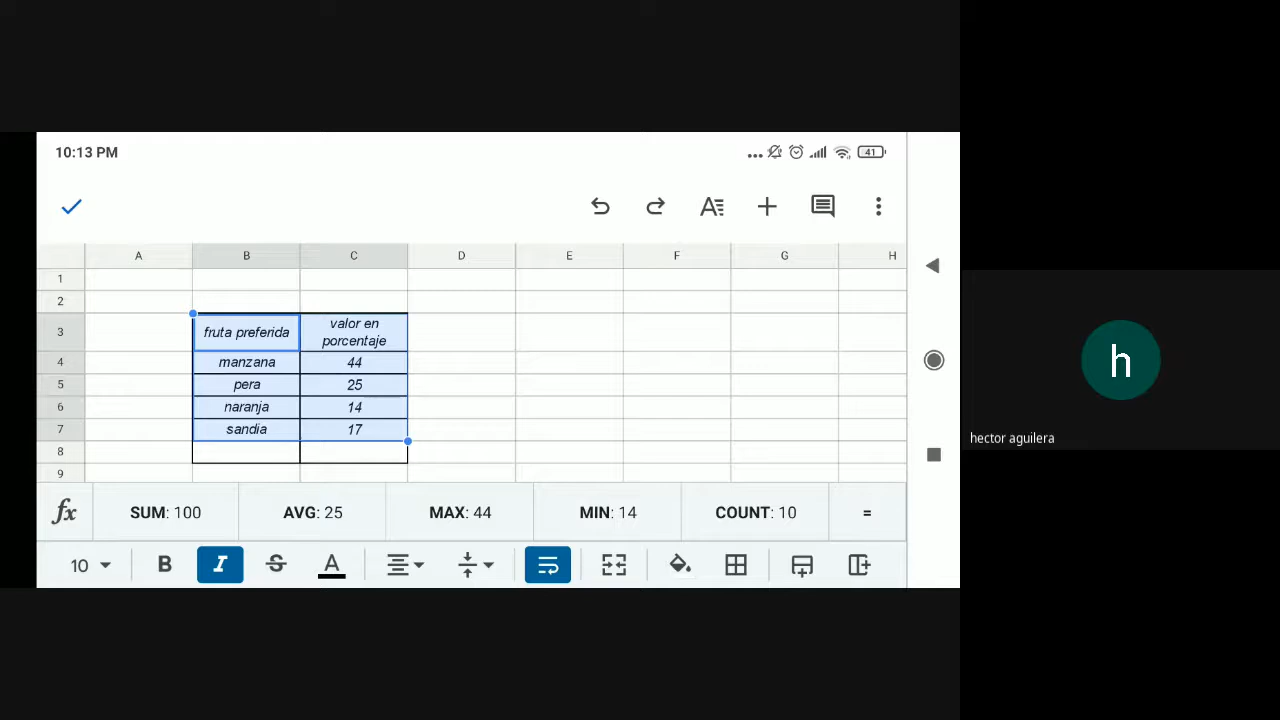 10:13 PM
41
A B C D E F G H
1
2
3 fruta preferida valor en porcentaje
4 manzana 44
5 pera 25
6 naranja 14
7 sandia 17
8
9
fx SUM: 100 AVG: 25 MAX: 44 MIN: 14 COUNT: 10 =
10 B I S A
h
hector aguilera